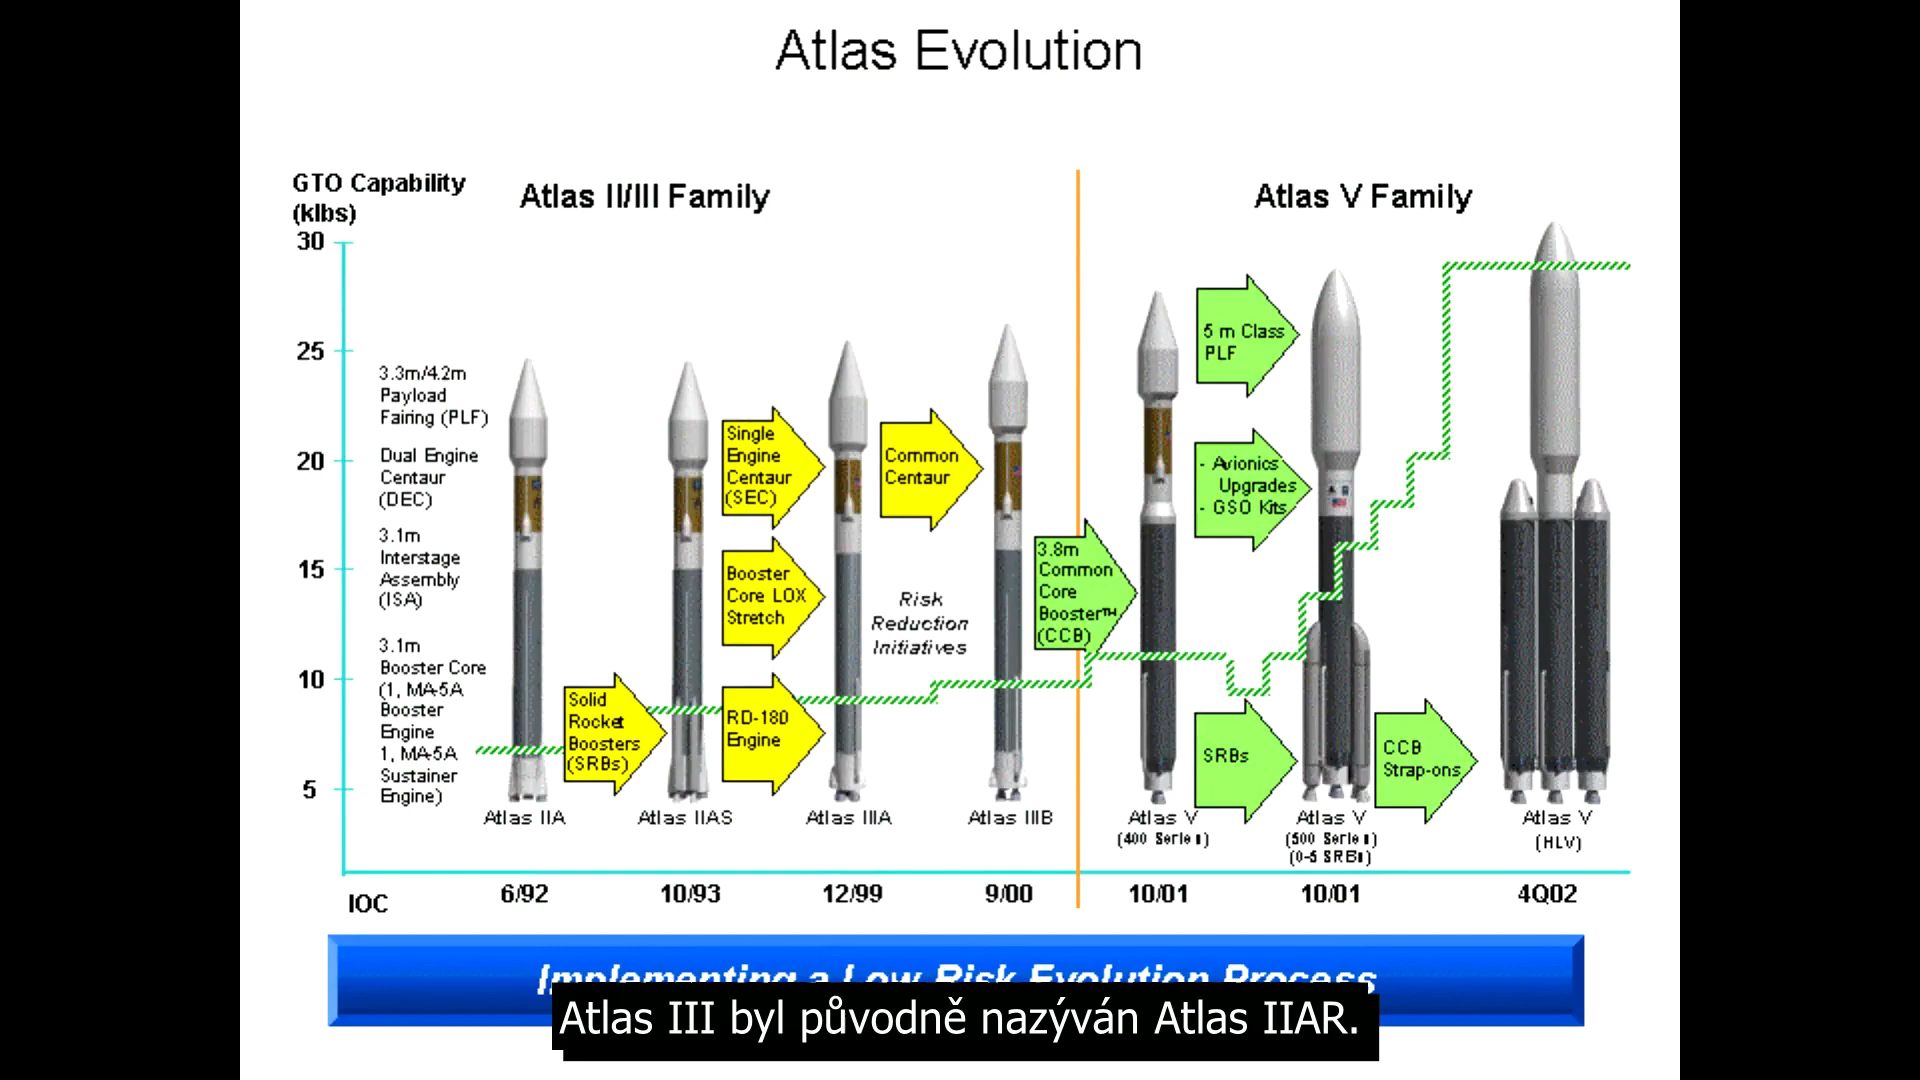 Atlas Evolution
GTO Capability
(klbs)
Atlas II/III Family
Atlas V Family
30
25
20
15
10
5
3.3m/4.2m
Payload
Fairing (PLF)
Dual Engine
Centaur
(DEC)
3.1m
Interstage
Assembly
(ISA)
3.1m
Booster Core
(1, MA-5A
Booster
Engine
1, MA-5A
Sustainer
Engine)
Solid
Rocket
Boosters
(SRBs)
Single
Engine
Centaur
(SEC)
Booster
Core LOX
Stretch
RD-180
Engine
Common
Centaur
Risk
Reduction
Initiatives
3.8m
Common
Core
Booster™
(CCB)
5 m Class
PLF
- Avionics
Upgrades
- GSO Kits
SRBs
CCB
Strap-ons
Atlas IIA
Atlas IIAS
Atlas IIIA
Atlas IIIB
Atlas V
(400 Series)
Atlas V
(500 Series)
(0-5 SRBs)
Atlas V
(HLV)
IOC
6/92
10/93
12/99
9/00
10/01
10/01
4Q02
Implementing a Low Risk Evolution Process
Atlas III byl původně nazýván Atlas IIAR.